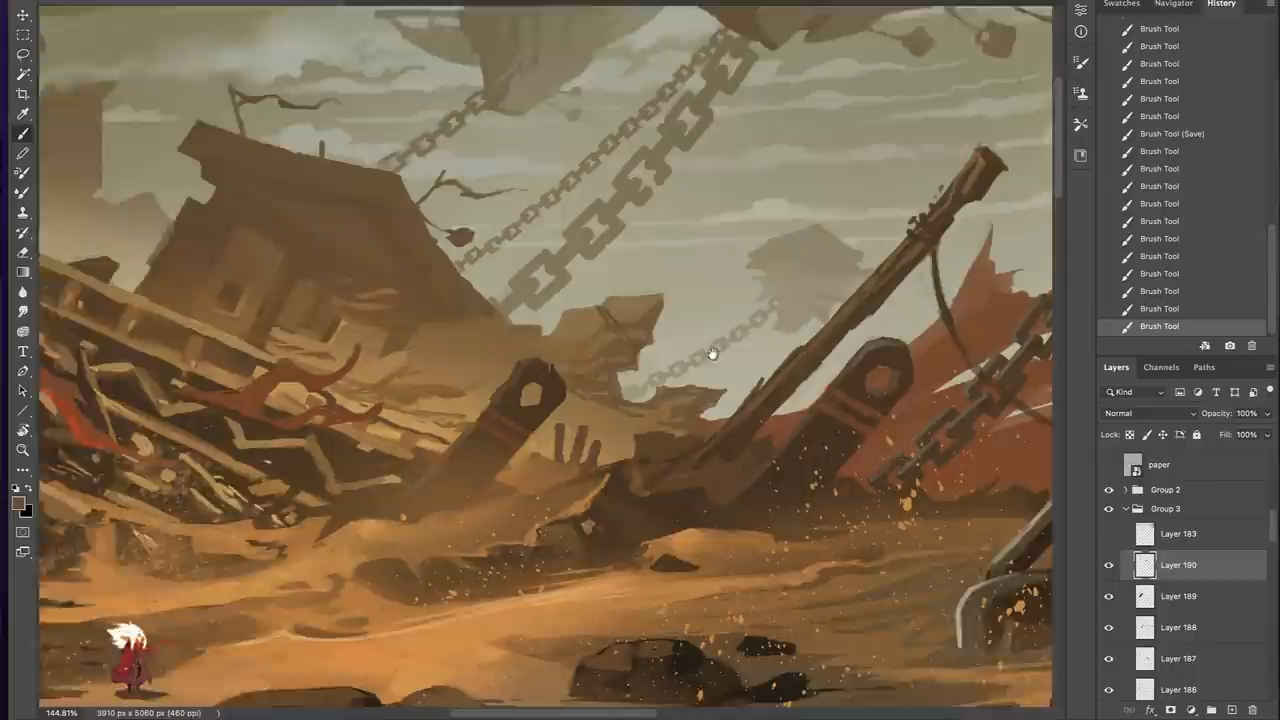 Swatches Navigator History
Brush Tool
Brush Tool
Brush Tool
Brush Tool
Brush Tool
Brush Tool
Brush Tool (Save)
Brush Tool
Brush Tool
Brush Tool
Brush Tool
Brush Tool
Brush Tool
Brush Tool
Brush Tool
Brush Tool
Brush Tool
Brush Tool
Layers Channels Paths
Kind
Normal Opacity: 100%
Lock: Fill: 100%
paper
Group 2
Group 3
Layer 183
Layer 190
Layer 189
Layer 188
Layer 187
Layer 186
144.81% 3910 px x 5060 px (460 ppi)